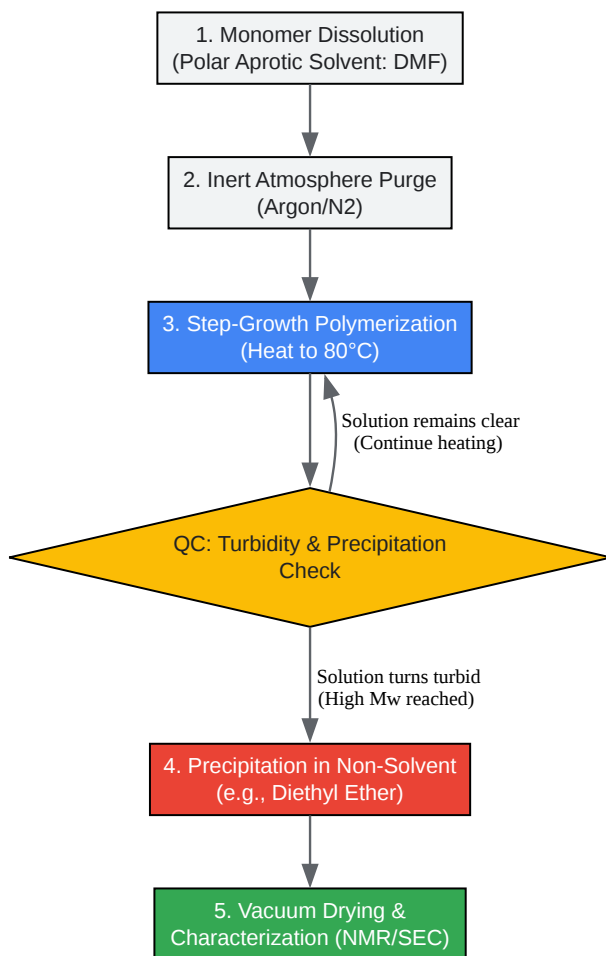 1. Monomer Dissolution
(Polar Aprotic Solvent: DMF)
2. Inert Atmosphere Purge
(Argon/N2)
3. Step-Growth Polymerization
(Heat to 80°C)
Solution remains clear
(Continue heating)
QC: Turbidity & Precipitation
Check
Solution turns turbid
(High Mw reached)
4. Precipitation in Non-Solvent
(e.g., Diethyl Ether)
5. Vacuum Drying &
Characterization (NMR/SEC)